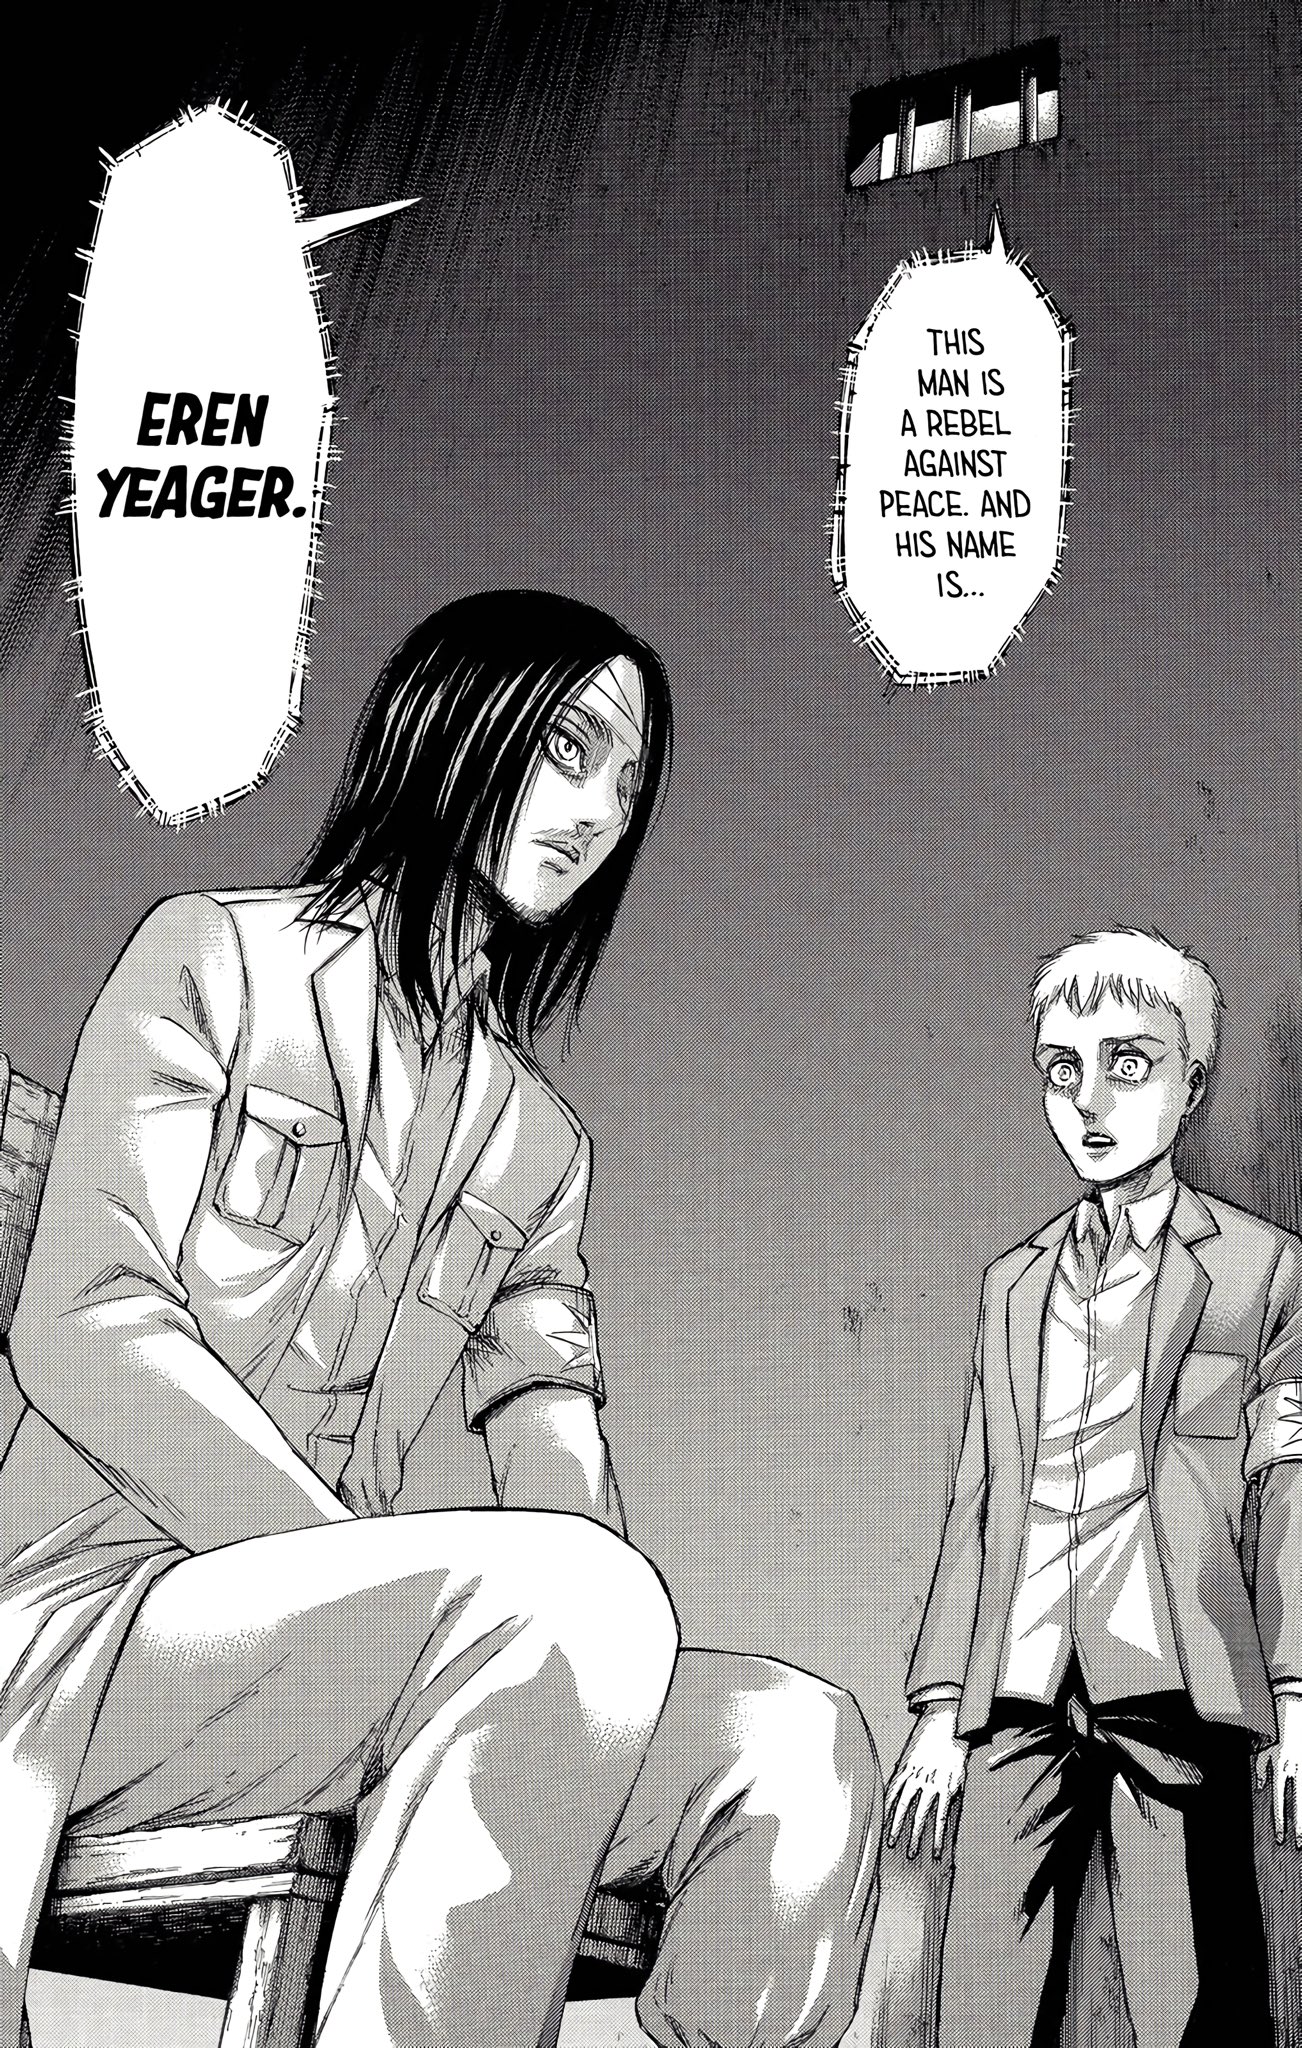 THIS
MAN IS
A REBEL
AGAINST
PEACE. AND
HIS NAME
IS...
EREN
YEAGER.